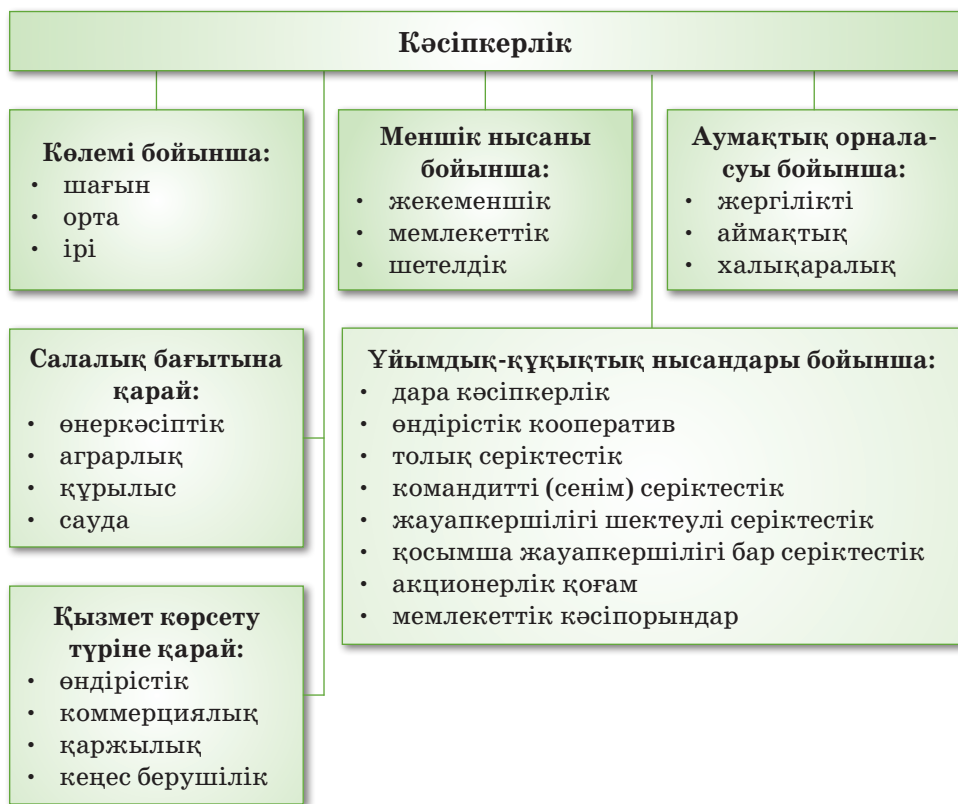 Кәсіпкерлік
Көлемі бойынша:
• шағын
• орта
• ірі
Меншік нысаны
бойынша:
• жекеменшік
• мемлекеттік
• шетелдік
Аумақтық орнала-
суы бойынша:
• жергілікті
• аймақтық
• халықаралық
Салалық бағытына
қарай:
• өнеркәсіптік
• аграрлық
• құрылыс
• сауда
Ұйымдық-құқықтық нысандары бойынша:
• дара кәсіпкерлік
• өндірістік кооператив
• толық серіктестік
• командитті (сенім) серіктестік
• жауапкершілігі шектеулі серіктестік
• қосымша жауапкершілігі бар серіктестік
• акционерлік қоғам
• мемлекеттік кәсіпорындар
Қызмет көрсету
түріне қарай:
• өндірістік
• коммерциялық
• қаржылық
• кеңес берушілік